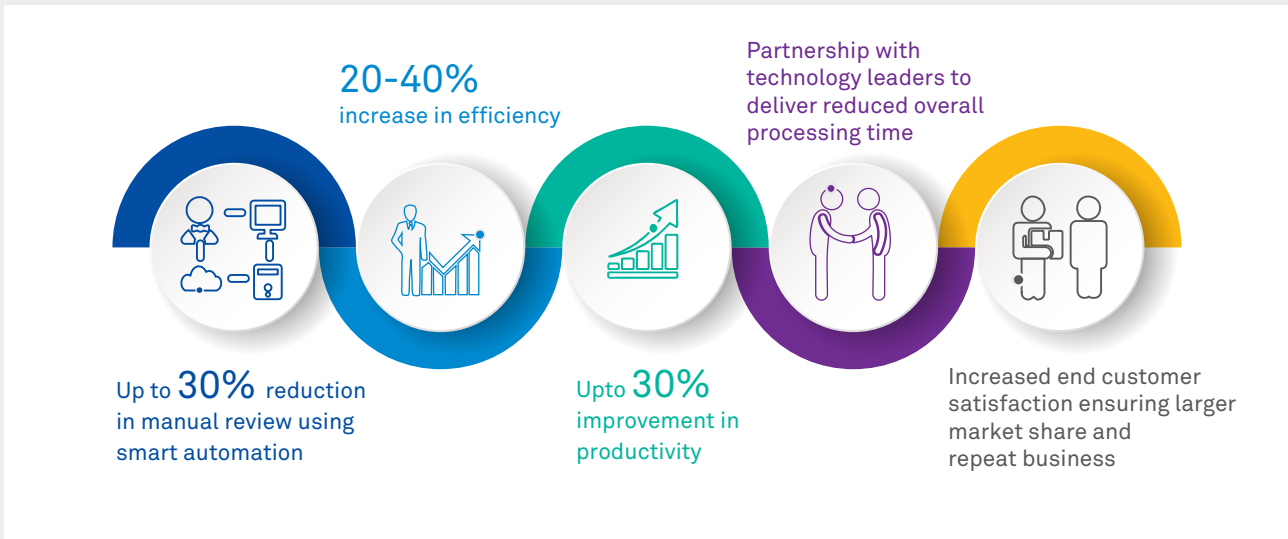 Up to 30% reduction
in manual review using
smart automation
20-40%
increase in efficiency
Upto 30%
improvement in
productivity
Partnership with
technology leaders to
deliver reduced overall
processing time
Increased end customer
satisfaction ensuring larger
market share and
repeat business